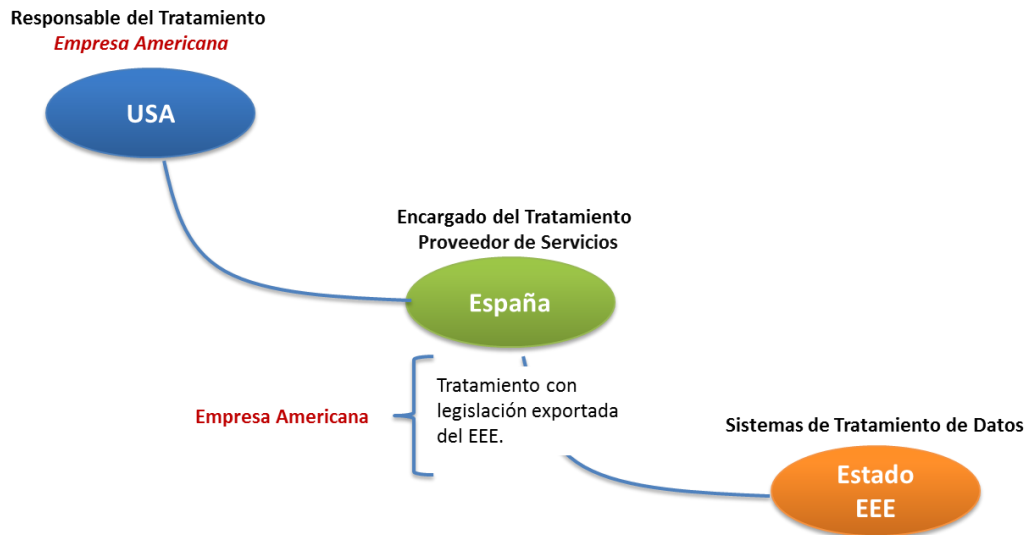 Responsable del Tratamiento
Empresa Americana
USA
Encargado del Tratamiento
Proveedor de Servicios
España
Empresa Americana
Tratamiento con
legislación exportada
del EEE.
Sistemas de Tratamiento de Datos
Estado
EEE